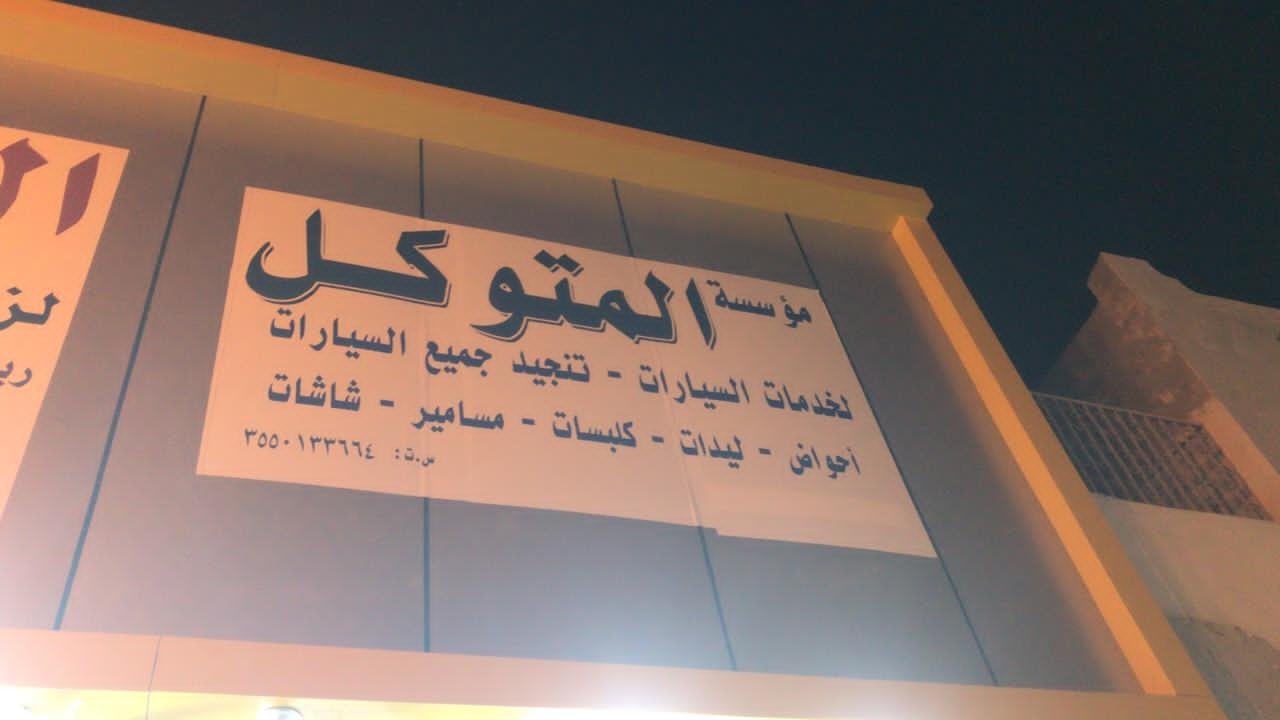 مؤسسة المتوكل
لخدمات السيارات - تنجيد جميع السيارات
أحواض - ليدات - كلبسات - مسامير - شاشات
س.ت: ٣٥٥٠١٣٣٦٦٤